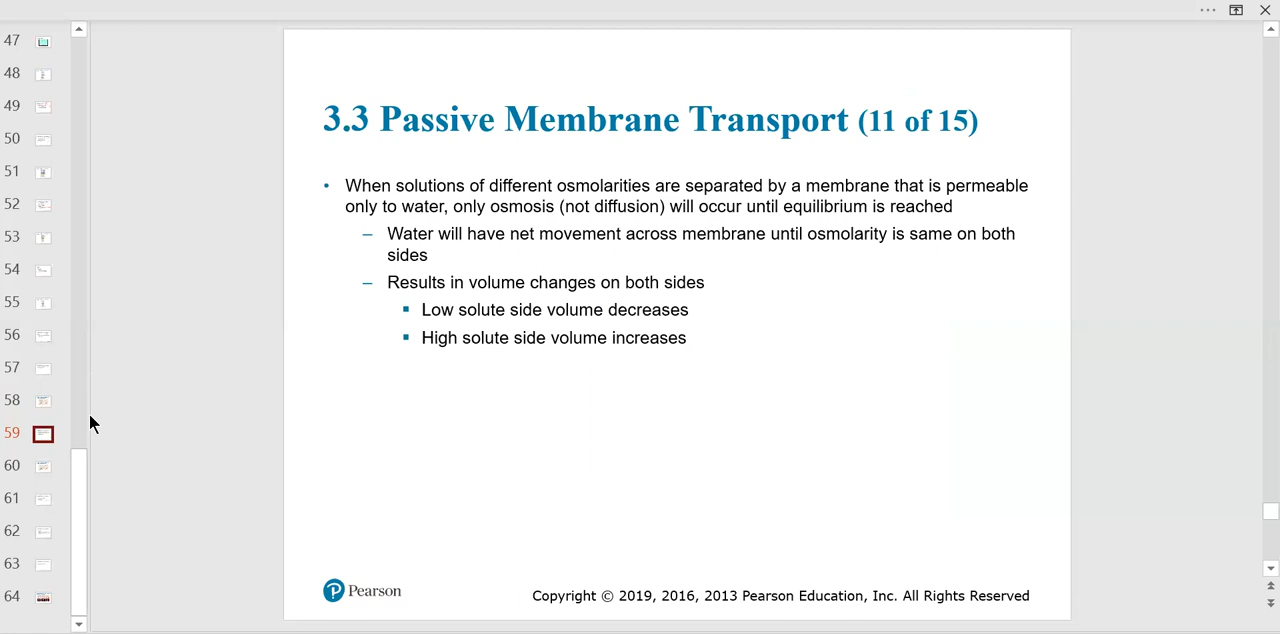 47
48
49
50
51
52
53
54
55
56
57
58
59
60
61
62
63
64
3.3 Passive Membrane Transport (11 of 15)
• When solutions of different osmolarities are separated by a membrane that is permeable
only to water, only osmosis (not diffusion) will occur until equilibrium is reached
– Water will have net movement across membrane until osmolarity is same on both
sides
– Results in volume changes on both sides
▪ Low solute side volume decreases
▪ High solute side volume increases
P Pearson
Copyright © 2019, 2016, 2013 Pearson Education, Inc. All Rights Reserved